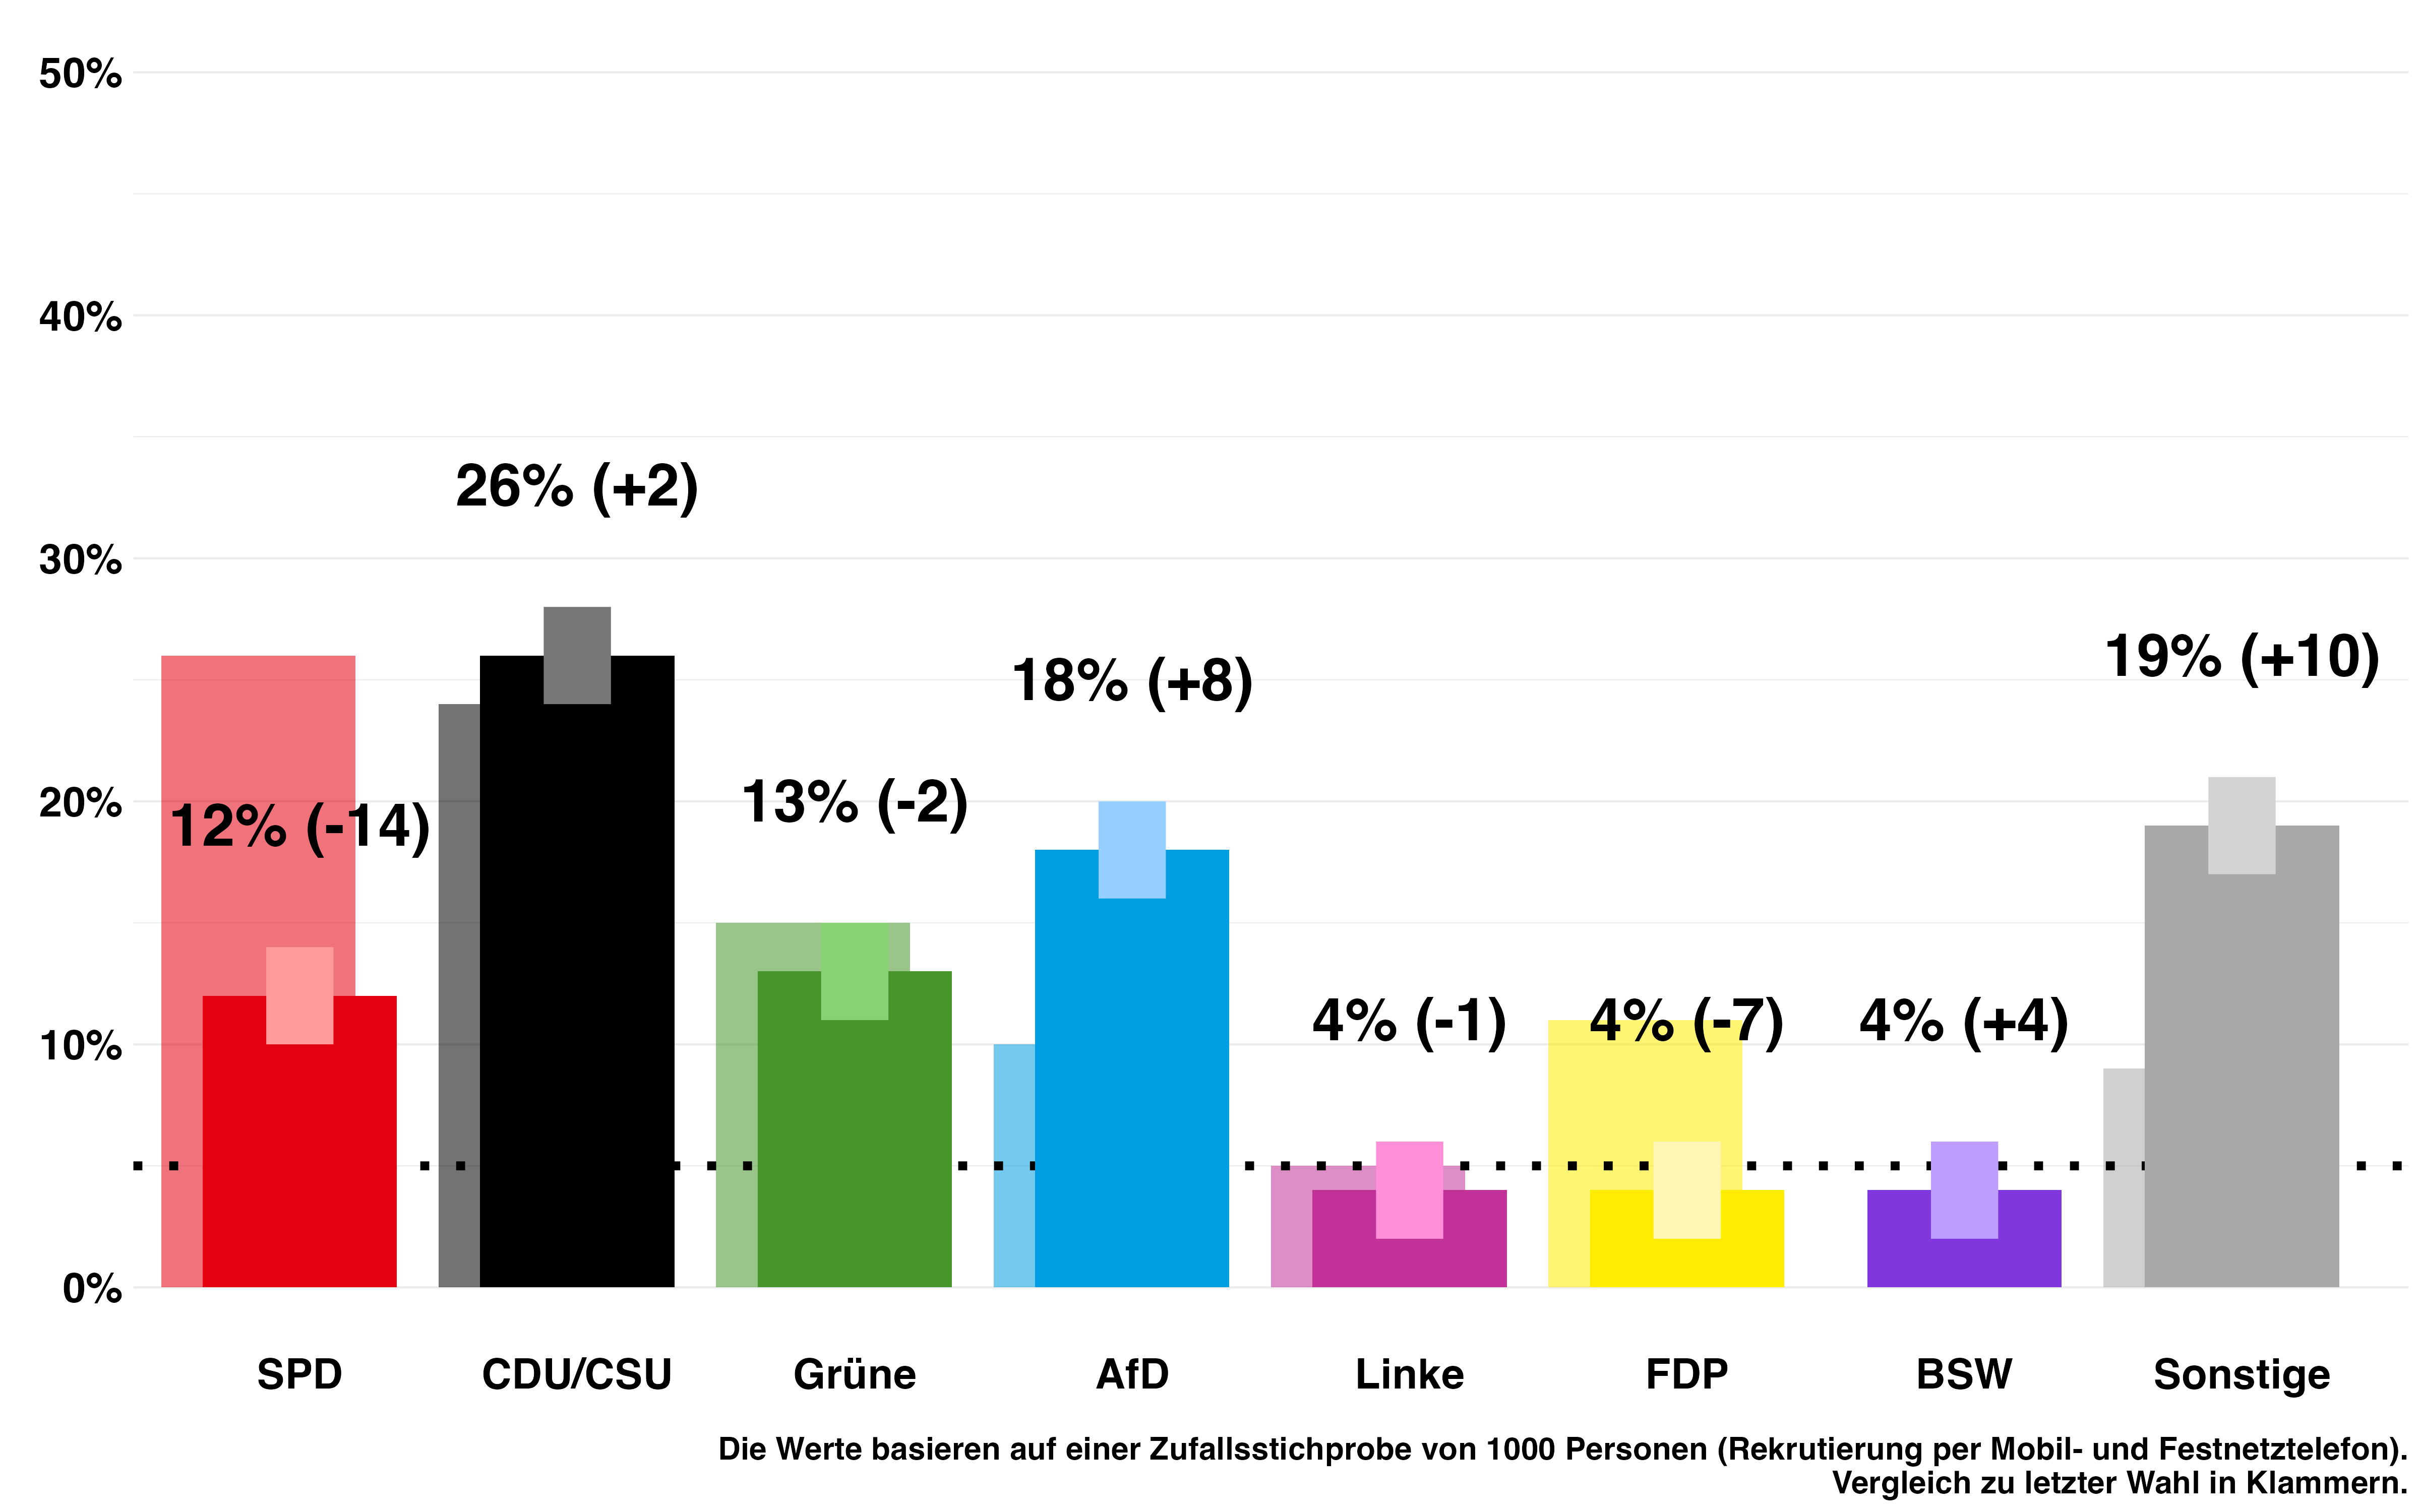 50%
40%
30%
20%
10%
0%
26% (+2)
19% (+10)
18% (+8)
13% (-2)
12% (-14)
4% (-1)
4% (-7)
4% (+4)
SPD
CDU/CSU
Grüne
AfD
Linke
FDP
BSW
Sonstige
Die Werte basieren auf einer Zufallsstichprobe von 1000 Personen (Rekrutierung per Mobil- und Festnetztelefon).
Vergleich zu letzter Wahl in Klammern.